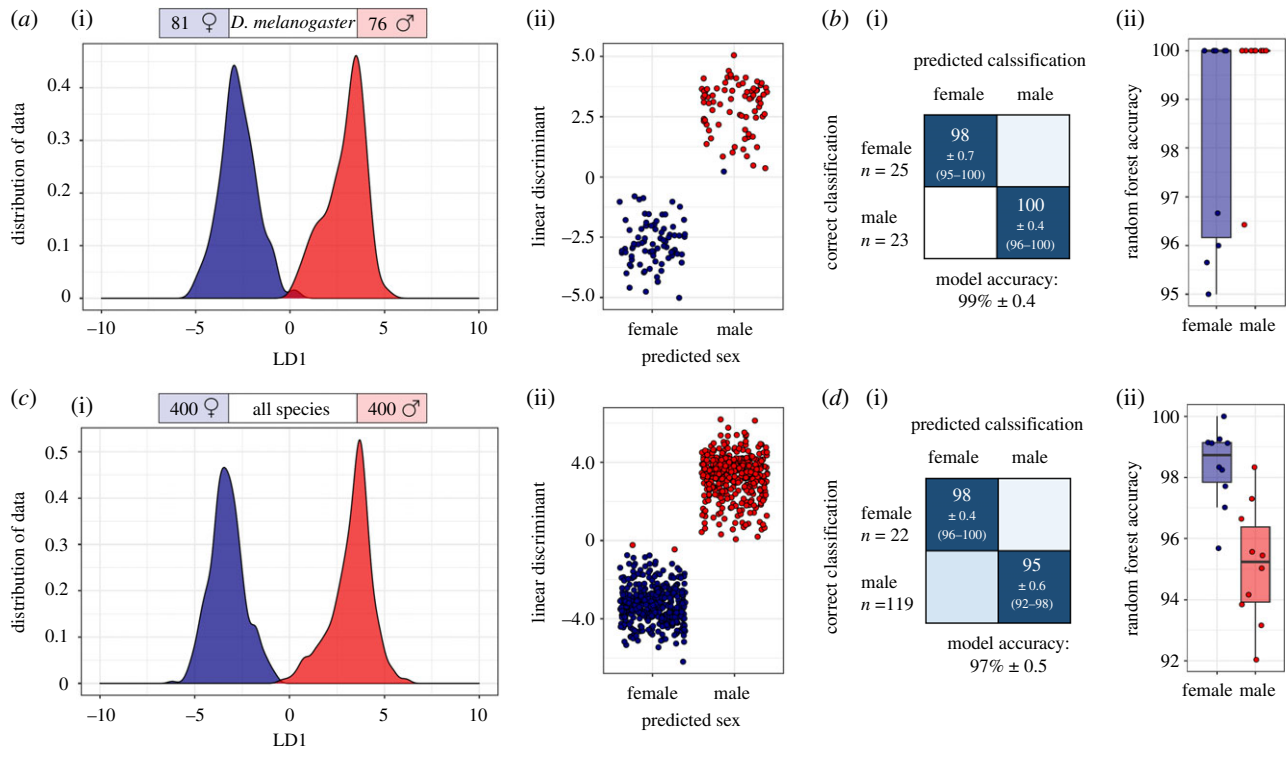 (a)
(i)
81 ♀ D. melanogaster 76 ♂
distribution of data
0.4
0.3
0.2
0.1
0
–10
–5
0
5
10
LD1
(ii)
linear discriminant
5.0
2.5
0
–2.5
–5.0
female
male
predicted sex
(b)
(i)
predicted calssification
female
male
correct classification
female
n = 25
98
± 0.7
(95–100)
male
n = 23
100
± 0.4
(96–100)
model accuracy:
99% ± 0.4
(ii)
random forest accuracy
100
99
98
97
96
95
female
male
(c)
(i)
400 ♀ all species 400 ♂
distribution of data
0.5
0.4
0.3
0.2
0.1
0
–10
–5
0
5
10
LD1
(ii)
linear discriminant
4.0
0
–4.0
female
male
predicted sex
(d)
(i)
predicted calssification
female
male
correct classification
female
n = 22
98
± 0.4
(96–100)
male
n =119
95
± 0.6
(92–98)
model accuracy:
97% ± 0.5
(ii)
random forest accuracy
100
98
96
94
92
female
male